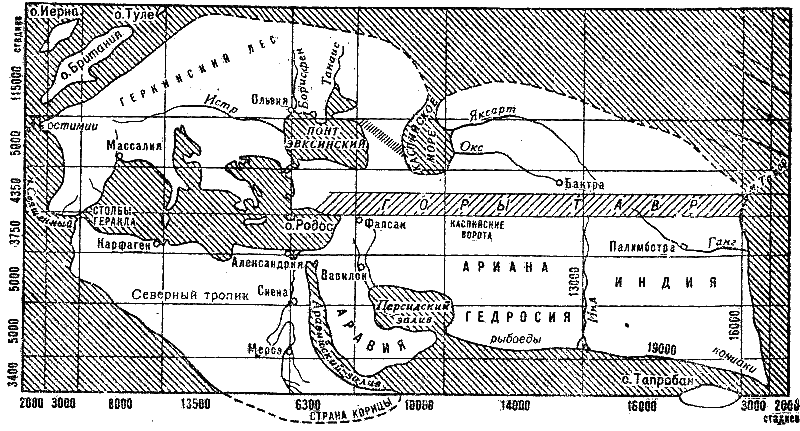 о. Иерна
о. Туле
о. Британия
ГЕРКИНСКИЙ ЛЕС
Истр
Ольвия
Борисфен
Танаис
остимии
Массалия
ПОНТ
ЭВКСИНСКИЙ
КАСПИЙСКОЕ
МОРЕ
Яксарт
Окс
Бактра
ГОРЫ ТАВР
м. Священный
СТОЛБЫ
ГЕРАКЛА
Карфаген
о. Родос
Фапсак
КАСПИЙСКИЕ
ВОРОТА
Палимботра
Ганг
Александрия
Вавилон
АРИАНА
ИНДИЯ
Северный тропик
Сиена
Персидский
залив
13000
Инд
16000
ГЕДРОСИЯ
АРАВИЯ
Аравийский залив
Мероэ
рыбоеды
19000
кониаки
о. Тапробан
СТРАНА КОРИЦЫ
стадиев
115000
5000
4350
3750
5000
5000
3400
2000 3000 8000 13500 6300 10000 14000 16000 3000 2000
стадиев